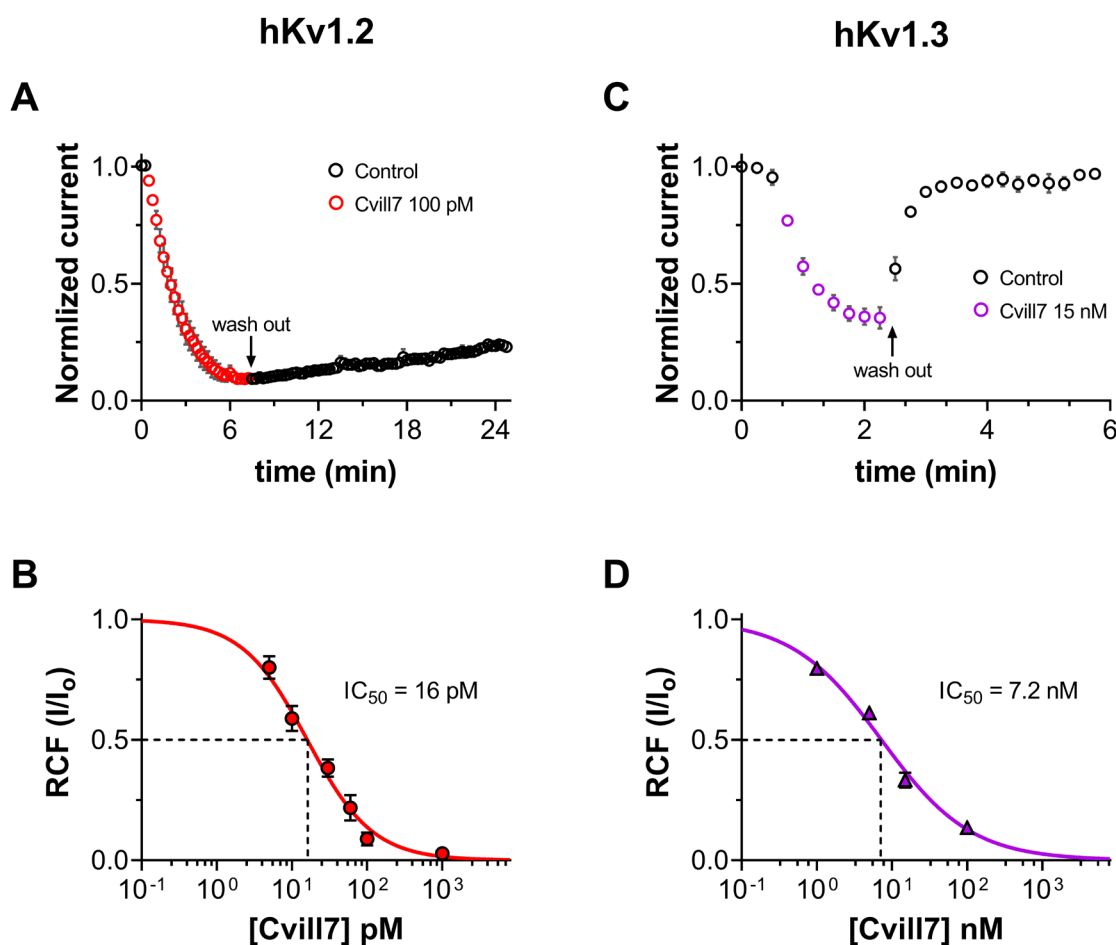 hKv1.2
hKv1.3
A
C
Normlized current
1.0
0.5
0.0
Control
Cvill7 100 pM
wash out
0 6 12 18 24
time (min)
Normlized current
1.0
0.5
0.0
Control
Cvill7 15 nM
wash out
0 2 4 6
time (min)
B
D
RCF (I/Io)
1.0
0.5
0.0
IC50 = 16 pM
10-1 100 101 102 103
[Cvill7] pM
RCF (I/Io)
1.0
0.5
0.0
IC50 = 7.2 nM
10-1 100 101 102 103
[Cvill7] nM